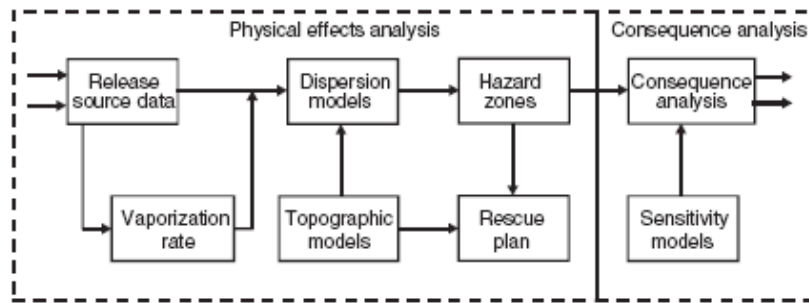 Physical effects analysis
Consequence analysis
Release
source data
Dispersion
models
Hazard
zones
Consequence
analysis
Vaporization
rate
Topographic
models
Rescue
plan
Sensitivity
models